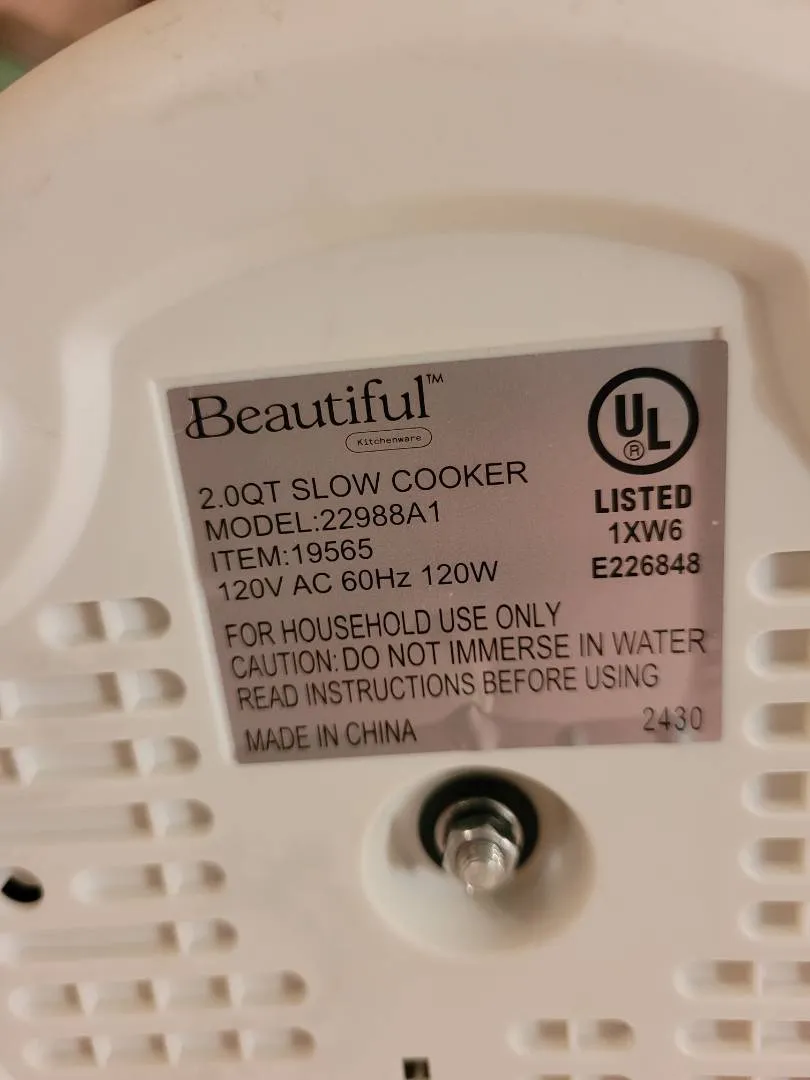 Beautiful™
Kitchenware
2.0QT SLOW COOKER
MODEL:22988A1
ITEM:19565
120V AC 60Hz 120W
UL
®
LISTED
1XW6
E226848
FOR HOUSEHOLD USE ONLY
CAUTION: DO NOT IMMERSE IN WATER
READ INSTRUCTIONS BEFORE USING
MADE IN CHINA
2430